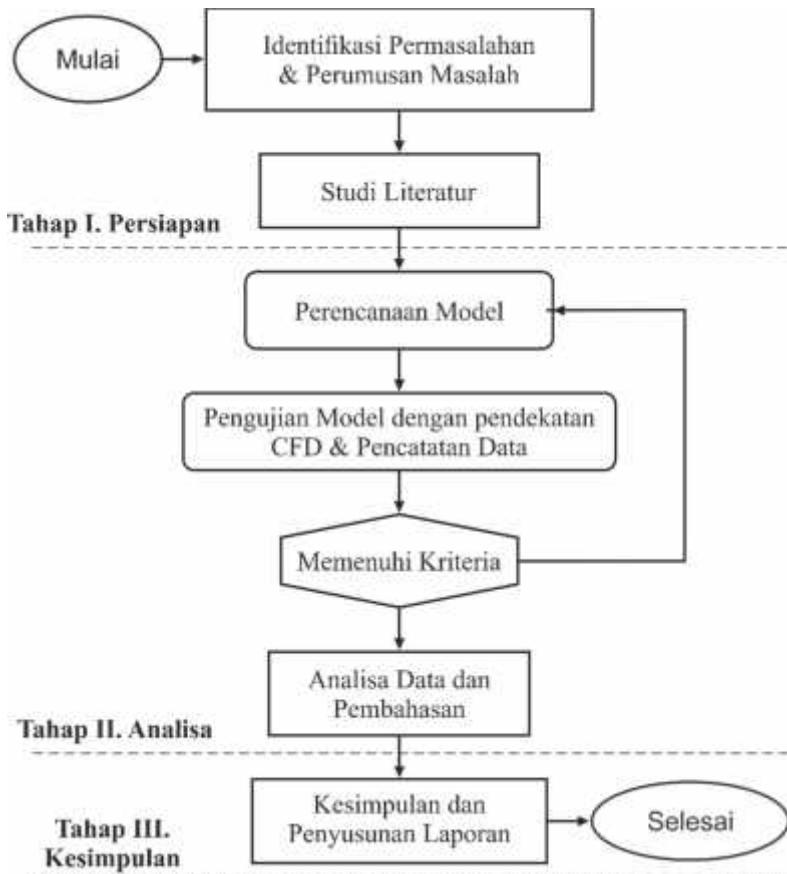 Mulai
Identifikasi Permasalahan
& Perumusan Masalah
Studi Literatur
Tahap I. Persiapan
Perencanaan Model
Pengujian Model dengan pendekatan
CFD & Pencatatan Data
Memenuhi Kriteria
Analisa Data dan
Pembahasan
Tahap II. Analisa
Kesimpulan dan
Penyusunan Laporan
Selesai
Tahap III.
Kesimpulan